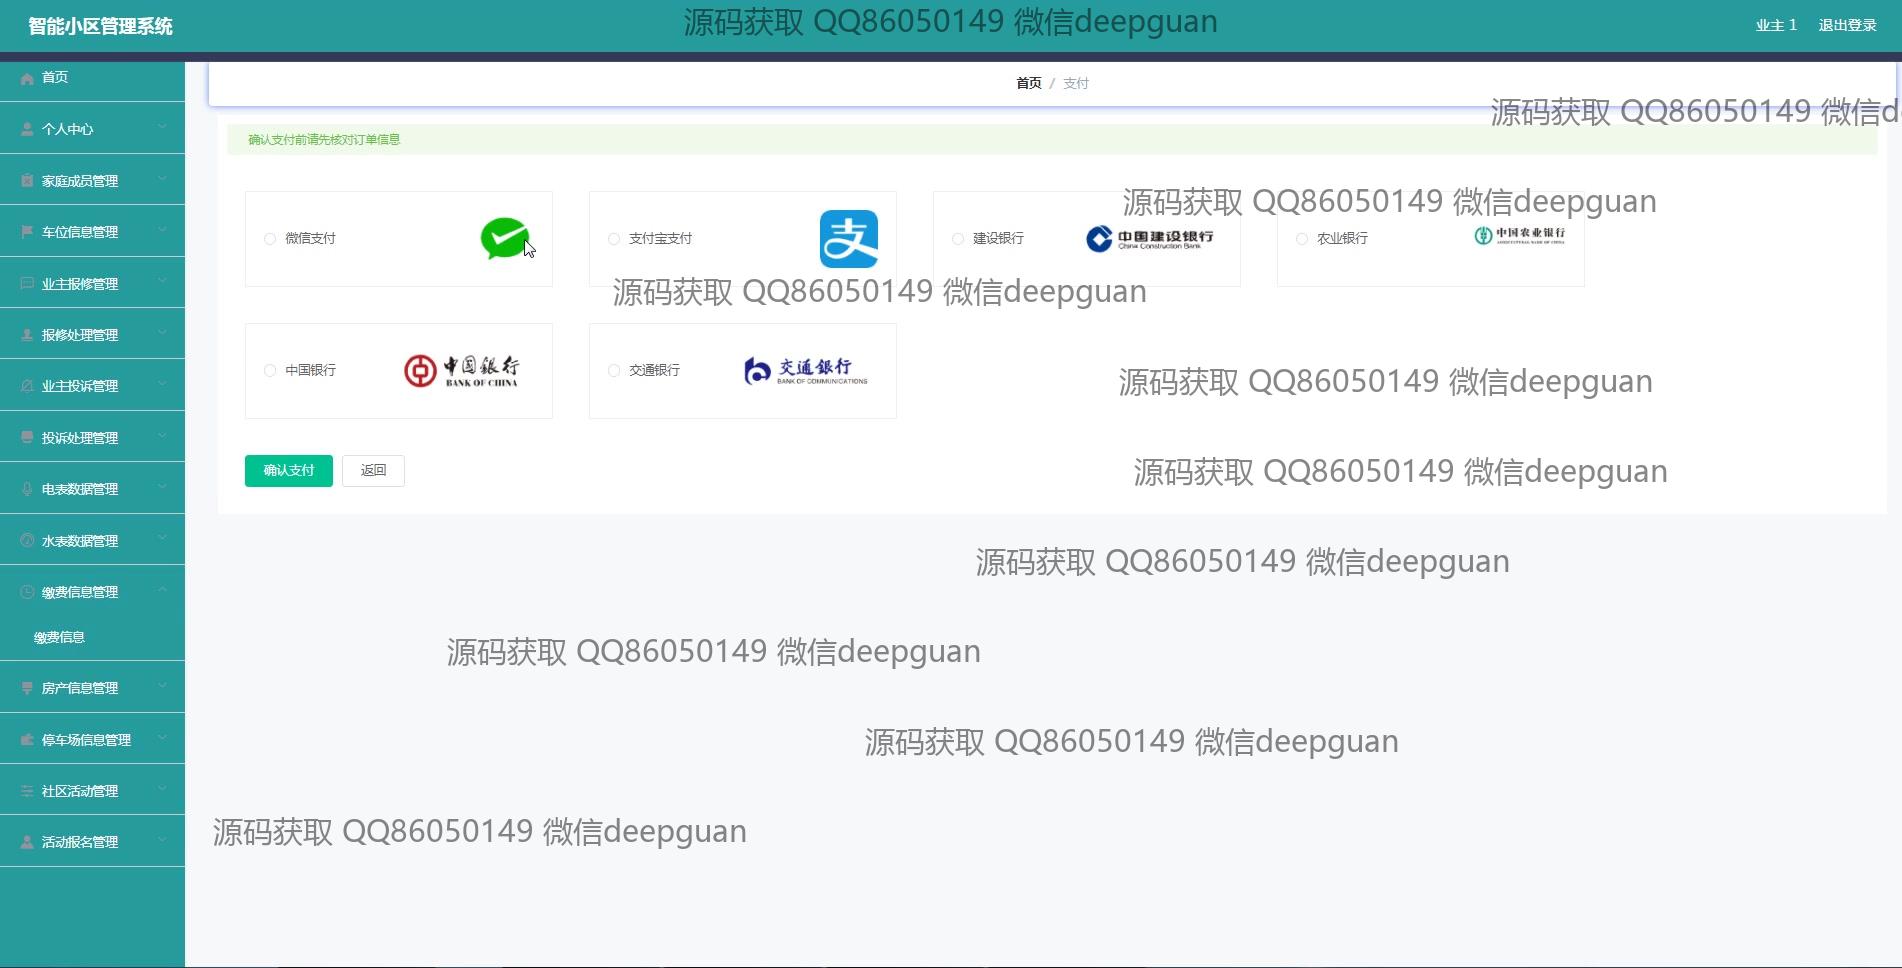 智能小区管理系统
源码获取 QQ86050149 微信deepguan
业主 1
退出登录
首页
个人中心
家庭成员管理
车位信息管理
业主报修管理
报修处理管理
业主投诉管理
投诉处理管理
电表数据管理
水表数据管理
缴费信息管理
缴费信息
房产信息管理
停车场信息管理
社区活动管理
活动报名管理
首页 / 支付
源码获取 QQ86050149 微信d
确认支付前请先核对订单信息
源码获取 QQ86050149 微信deepguan
微信支付
支付宝支付
支
建设银行
中国建设银行
China Construction Bank
农业银行
中国农业银行
AGRICULTURAL BANK OF CHINA
源码获取 QQ86050149 微信deepguan
中国银行
中国银行
BANK OF CHINA
交通银行
交通銀行
BANK OF COMMUNICATIONS
源码获取 QQ86050149 微信deepguan
确认支付
返回
源码获取 QQ86050149 微信deepguan
源码获取 QQ86050149 微信deepguan
源码获取 QQ86050149 微信deepguan
源码获取 QQ86050149 微信deepguan
源码获取 QQ86050149 微信deepguan